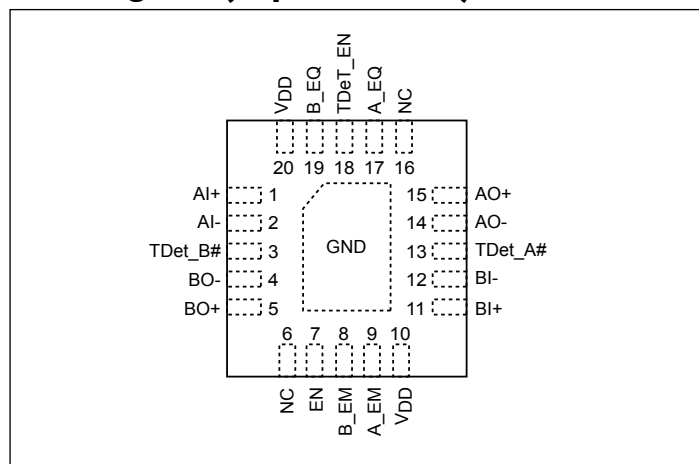 VDD B_EQ TDeT_EN A_EQ NC
20 19 18 17 16
AI+ 1 15 AO+
AI- 2 14 AO-
TDet_B# 3 GND 13 TDet_A#
BO- 4 12 BI-
BO+ 5 11 BI+
6 7 8 9 10
NC EN B_EM A_EM VDD